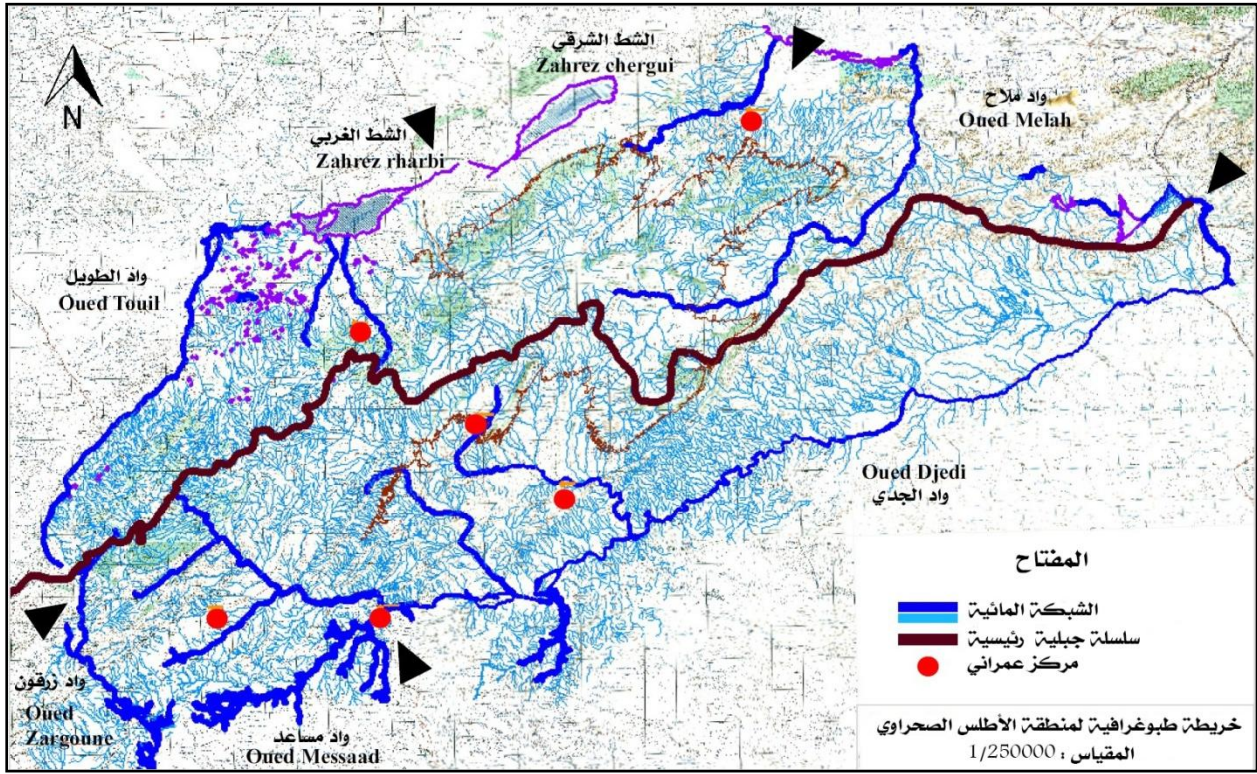 الشط الشرقي
Zahrez chergui
واد ملاح
Oued Melah
الشط الغربي
Zahrez rharbi
N
واد الطويل
Oued Touil
Oued Djedi
واد الجدي
واد زرقون
Oued
Zargoune
واد مساعد
Oued Messaad
المفتاح
الشبكة المائية
سلسلة جبلية رئيسية
مركز عمراني
خريطة طبوغرافية لمنطقة الأطلس الصحراوي
المقياس : 1/250000